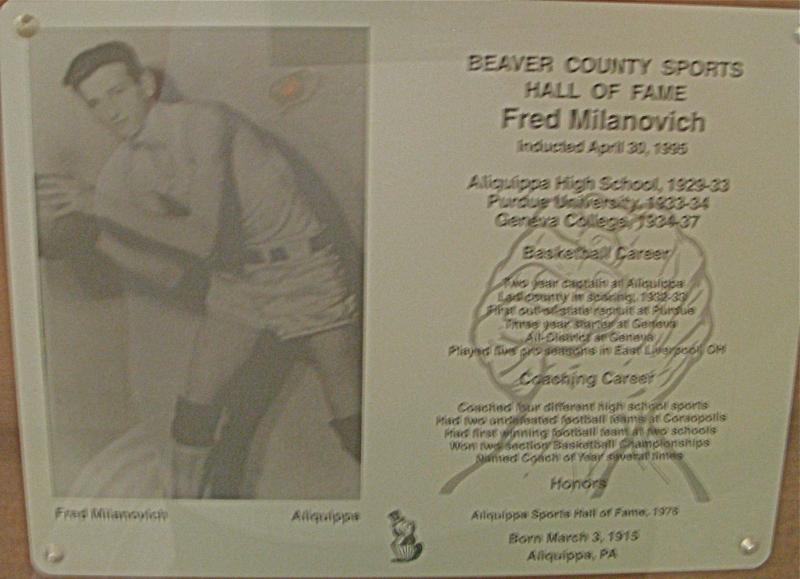 BEAVER COUNTY SPORTS
HALL OF FAME
Fred Milanovich
Inducted April 30, 1995
Aliquippa High School, 1929-33
Purdue University, 1933-34
Geneva College, 1934-37
Basketball Career
Two year captain at Aliquippa
Led county in scoring, 1932-33
First out-of-state recruit at Purdue
Three year starter at Geneva
All-District at Geneva
Played five pro seasons in East Liverpool, OH
Coaching Career
Coached four different high school sports
Had two undefeated football teams at Coraopolis
Had first winning football team at two schools
Won two section Basketball Championships
Named Coach of Year several times
Honors
Aliquippa Sports Hall of Fame, 1976
Born March 3, 1915
Aliquippa, PA
Fred Milanovich Aliquippa